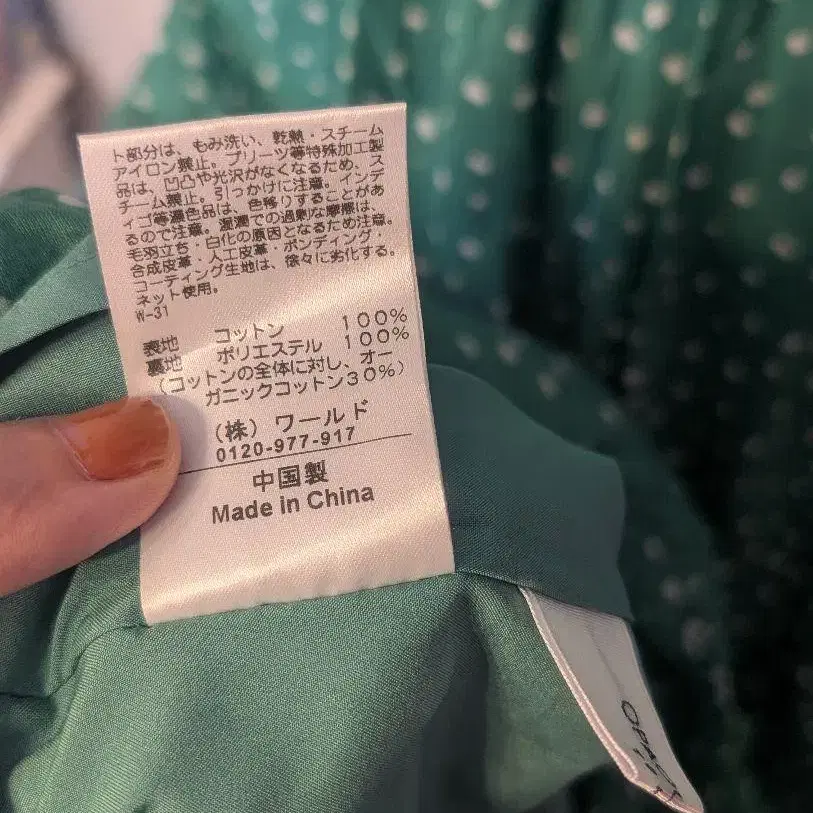 ト部分は、もみ洗い、乾熱・スチーム
アイロン禁止。プリーツ等特殊加工製
品は、凹凸や光沢がなくなるため、ス
チーム禁止。引っかけに注意。インデ
ィゴ等濃色品は、色移りすることがあ
るので注意。湿潤での過剰な摩擦は、
毛羽立ち・白化の原因となるため注意。
合成皮革・人工皮革・ボンディング・
コーティング生地は、徐々に劣化する。
ネット使用。
W-31
表地 コットン 100%
裏地 ポリエステル 100%
(コットンの全体に対し、オー
ガニックコットン30%)
(株) ワールド
0120-977-917
中国製
Made in China